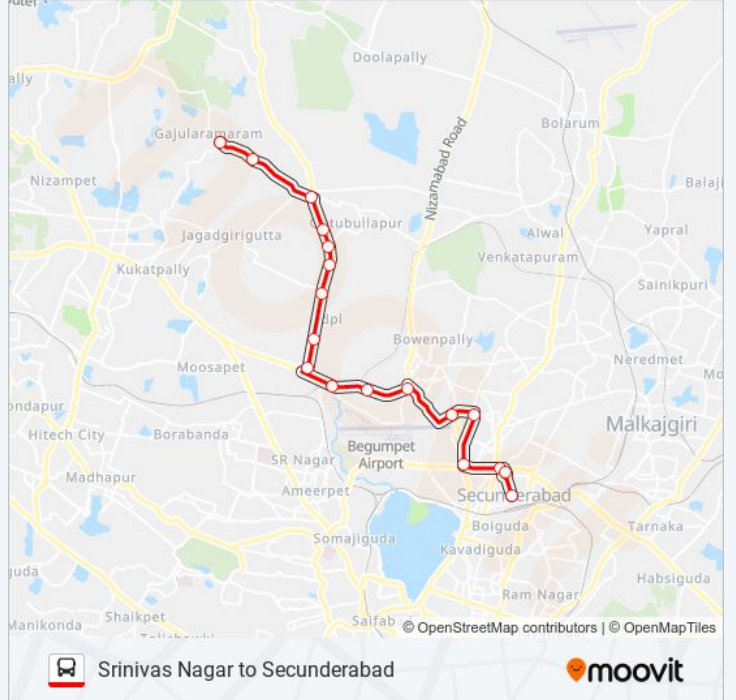 Doolapally
Bolarum
Gajularamaram
Nizamabad Road
Nizampet
Balaji
Jagadgirigutta
Alwal
Yapral
Venkatapuram
Kukatpally
Sainikpuri
Bowenpally
Neredmet
Moosapet
Malkajgiri
Hitech City
Borabanda
Begumpet
Airport
SR Nagar
Madhapur
Ameerpet
Secunderabad
Boiguda
Tarnaka
Somajiguda
Kavadiguda
Habsiguda
Ram Nagar
Shaikpet
Saifab
© OpenStreetMap contributors | © OpenMapTiles
Srinivas Nagar to Secunderabad
moovit